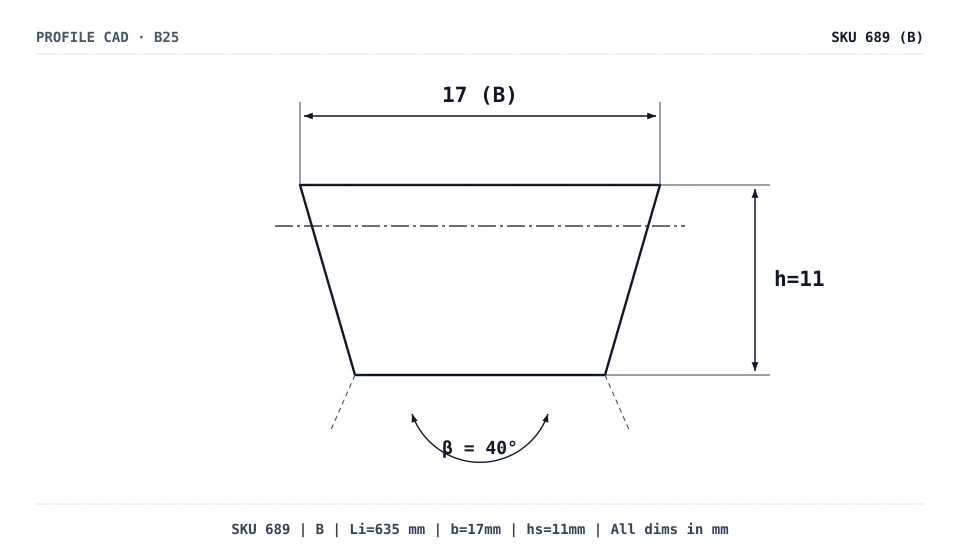 PROFILE CAD · B25
SKU 689 (B)
17 (B)
h=11
β = 40°
SKU 689 | B | Li=635 mm | b=17mm | hs=11mm | All dims in mm